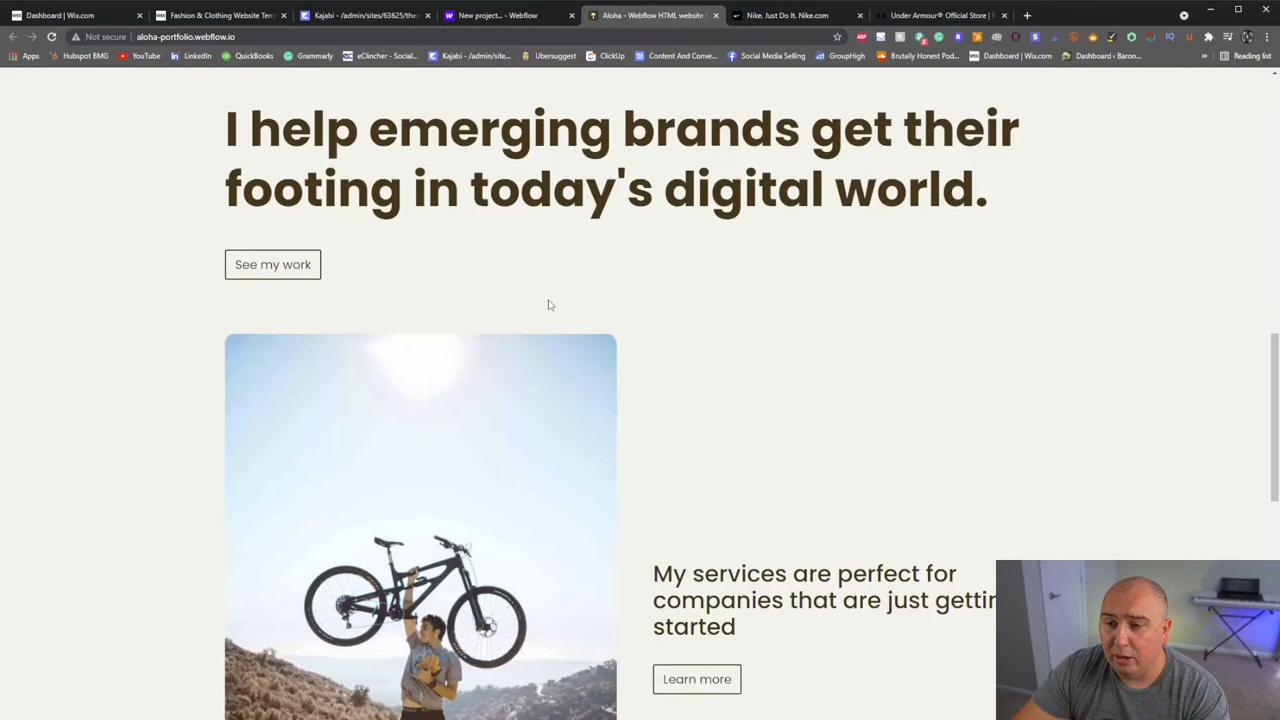 Dashboard | Wix.com
Fashion & Clothing Website Tem
Kajabi - /admin/sites/63625/the
New project... - Webflow
Aloha - Webflow HTML website
Nike. Just Do It. Nike.com
Under Armour® Official Store |
Not secure
aloha-portfolio.webflow.io
Apps
Hubspot BMG
YouTube
LinkedIn
QuickBooks
Grammarly
eClincher - Social...
Kajabi - /admin/site...
Ubersuggest
ClickUp
Content And Conve...
Social Media Selling
GroupHigh
Brutally Honest Pod...
Dashboard | Wix.com
Dashboard ‹ Baron...
»
Reading list
I help emerging brands get their
footing in today's digital world.
See my work
My services are perfect for
companies that are just gettin
started
Learn more